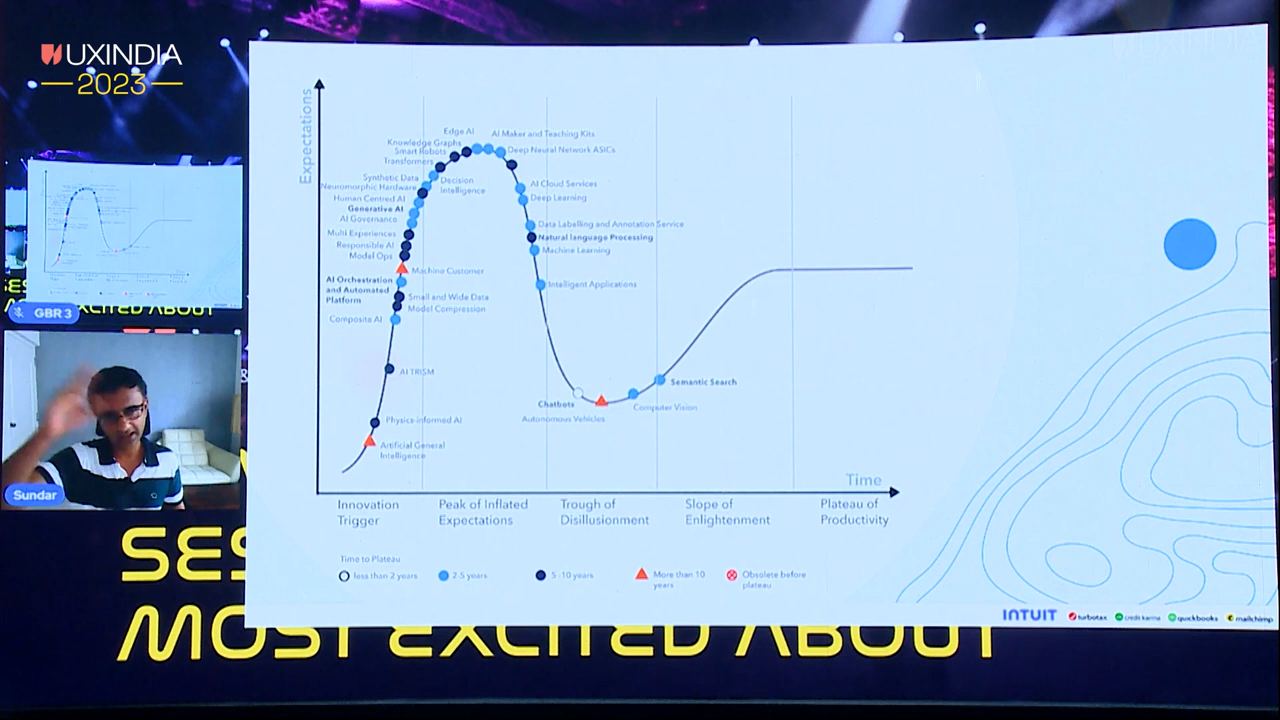 UXINDIA
2023
GBR 3
EXCITED ABOUT
Sundar
SES
MOST EXCITED ABOUT
Expectations
Edge AI
AI Maker and Teaching Kits
Knowledge Graphs
Deep Neural Network ASICs
Smart Robots
Transformers
Synthetic Data
Decision
Intelligence
Neuromorphic Hardware
AI Cloud Services
Human Centred AI
Deep Learning
Generative AI
AI Governance
Data Labelling and Annotation Service
Multi Experiences
Natural language Processing
Responsible AI
Machine Learning
Model Ops
Machine Customer
AI Orchestration
and Automated
Platform
Intelligent Applications
Small and Wide Data
Model Compression
Composite AI
AI TRISM
Semantic Search
Chatbots
Computer Vision
Autonomous Vehicles
Physics-informed AI
Artificial General
Intelligence
Time
Innovation
Trigger
Peak of Inflated
Expectations
Trough of
Disillusionment
Slope of
Enlightenment
Plateau of
Productivity
Time to Plateau
less than 2 years
2-5 years
5 -10 years
More than 10
years
Obsolete before
plateau
INTUIT
turbotax
credit karma
quickbooks
mailchimp